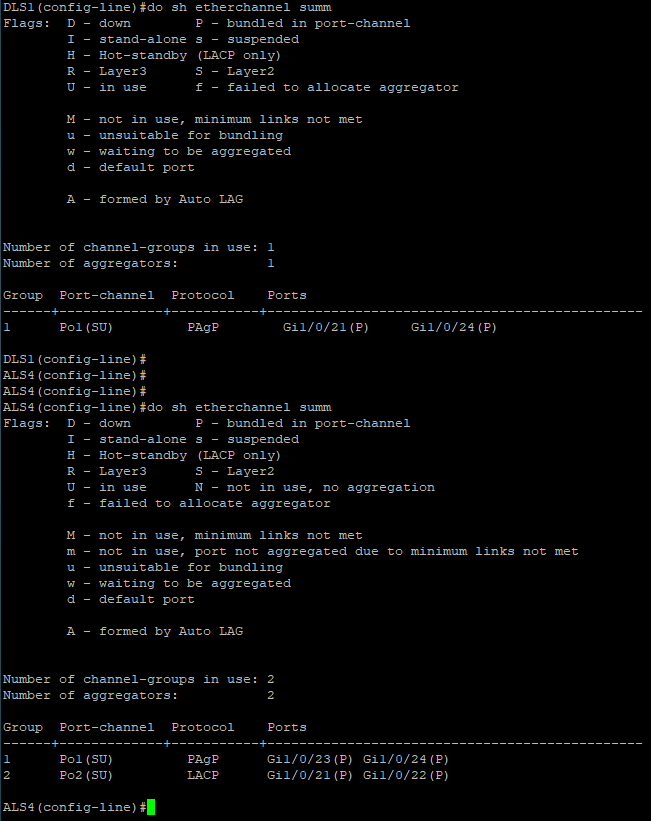 DLS1(config-line)#do sh etherchannel summ
Flags:  D - down        P - bundled in port-channel
        I - stand-alone s - suspended
        H - Hot-standby (LACP only)
        R - Layer3      S - Layer2
        U - in use      f - failed to allocate aggregator

        M - not in use, minimum links not met
        u - unsuitable for bundling
        w - waiting to be aggregated
        d - default port

        A - formed by Auto LAG


Number of channel-groups in use: 1
Number of aggregators:           1

Group  Port-channel  Protocol    Ports
------+-------------+-----------+-----------------------------------------------
1      Po1(SU)         PAgP        Gi1/0/21(P)     Gi1/0/24(P)

DLS1(config-line)#
ALS4(config-line)#
ALS4(config-line)#
ALS4(config-line)#do sh etherchannel summ
Flags:  D - down        P - bundled in port-channel
        I - stand-alone s - suspended
        H - Hot-standby (LACP only)
        R - Layer3      S - Layer2
        U - in use      N - not in use, no aggregation
        f - failed to allocate aggregator

        M - not in use, minimum links not met
        m - not in use, port not aggregated due to minimum links not met
        u - unsuitable for bundling
        w - waiting to be aggregated
        d - default port

        A - formed by Auto LAG


Number of channel-groups in use: 2
Number of aggregators:           2

Group  Port-channel  Protocol    Ports
------+-------------+-----------+-----------------------------------------------
1      Po1(SU)         PAgP      Gi1/0/23(P) Gi1/0/24(P)
2      Po2(SU)         LACP      Gi1/0/21(P) Gi1/0/22(P)

ALS4(config-line)#